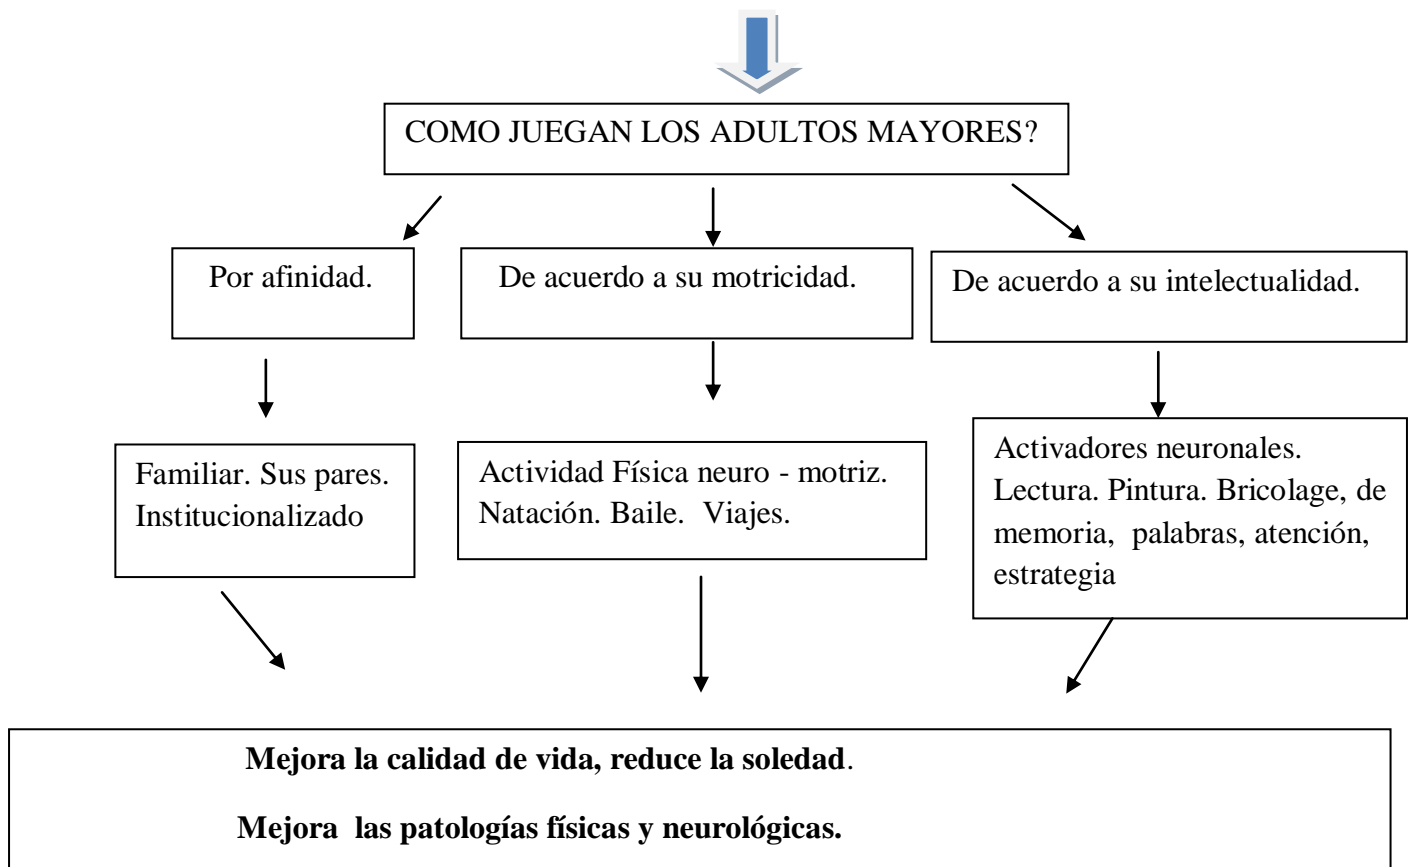 COMO JUEGAN LOS ADULTOS MAYORES?
Por afinidad.
De acuerdo a su motricidad.
De acuerdo a su intelectualidad.
Familiar. Sus pares.
Institucionalizado
Actividad Física neuro - motriz.
Natación. Baile.  Viajes.
Activadores neuronales.
Lectura. Pintura. Bricolage, de
memoria,  palabras, atención,
estrategia
Mejora la calidad de vida, reduce la soledad.
Mejora  las patologías físicas y neurológicas.